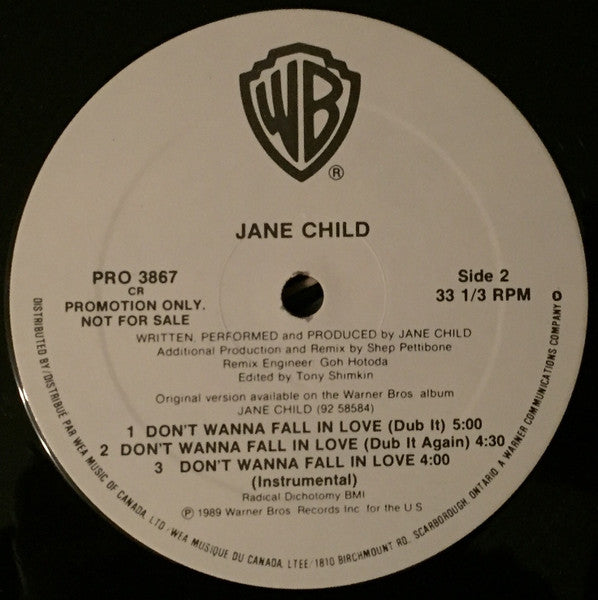 WB
®
JANE CHILD
PRO 3867
CR
PROMOTION ONLY.
NOT FOR SALE
Side 2
33 1/3 RPM
WRITTEN, PERFORMED and PRODUCED by JANE CHILD
Additional Production and Remix by Shep Pettibone
Remix Engineer: Goh Hotoda
Edited by Tony Shimkin
Original version available on the Warner Bros. album
JANE CHILD (92 58584)
1 DON'T WANNA FALL IN LOVE (Dub It) 5:00
2 DON'T WANNA FALL IN LOVE (Dub It Again) 4:30
3 DON'T WANNA FALL IN LOVE 4:00
(Instrumental)
Radical Dichotomy BMI
℗ 1989 Warner Bros. Records Inc. for the U S
DISTRIBUTED BY/DISTRIBUÉ PAR WEA MUSIC OF CANADA, LTD./WEA MUSIQUE DU CANADA, LTEE/1810 BIRCHMOUNT RD., SCARBOROUGH, ONTARIO. A WARNER COMMUNICATIONS COMPANY O